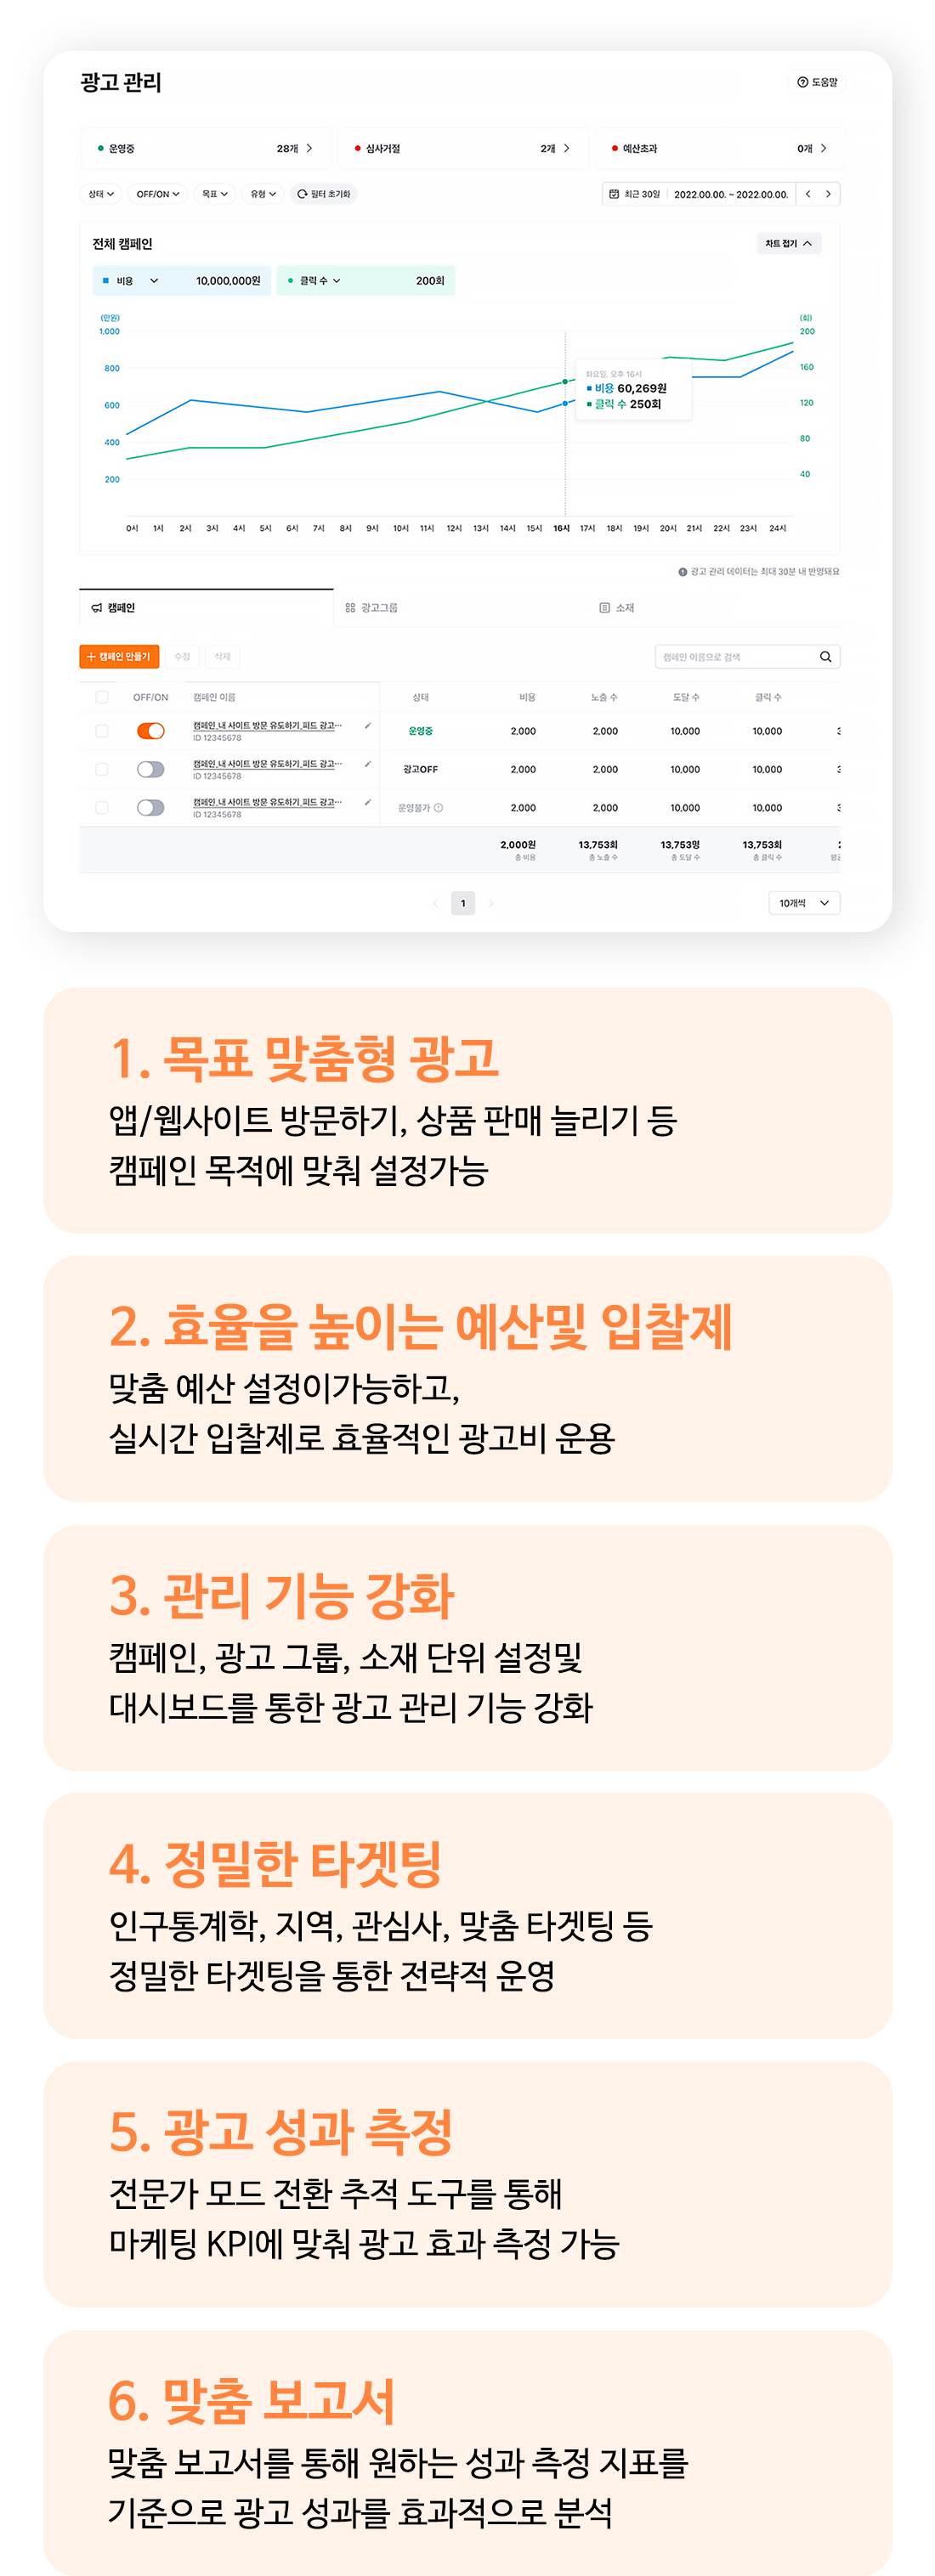 광고 관리
도움말
운영중 28개
심사거절 2개
예산초과 0개
상태 OFF/ON 목표 유형 필터 초기화
최근 30일 2022.00.00. ~ 2022.00.00.
전체 캠페인
차트 접기
비용 10,000,000원
클릭 수 200회
(만원)
(회)
1,000
200
800
160
600
120
400
80
200
40
화요일, 오후 16시
비용 60,269원
클릭 수 250회
0시 1시 2시 3시 4시 5시 6시 7시 8시 9시 10시 11시 12시 13시 14시 15시 16시 17시 18시 19시 20시 21시 22시 23시 24시
광고 관리 데이터는 최대 30분 내 반영돼요
캠페인 광고그룹 소재
+ 캠페인 만들기 수정 삭제
캠페인 이름으로 검색
OFF/ON 캠페인 이름 상태 비용 노출 수 도달 수 클릭 수
캠페인_내 사이트 방문 유도하기_피드 광고...
ID 12345678
운영중 2,000 2,000 10,000 10,000
캠페인_내 사이트 방문 유도하기_피드 광고...
ID 12345678
광고OFF 2,000 2,000 10,000 10,000
캠페인_내 사이트 방문 유도하기_피드 광고...
ID 12345678
운영불가 2,000 2,000 10,000 10,000
2,000원 13,753회 13,753명 13,753회
총 비용 총 노출 수 총 도달 수 총 클릭 수
1
10개씩
1. 목표 맞춤형 광고
앱/웹사이트 방문하기, 상품 판매 늘리기 등
캠페인 목적에 맞춰 설정가능
2. 효율을 높이는 예산및 입찰제
맞춤 예산 설정이가능하고,
실시간 입찰제로 효율적인 광고비 운용
3. 관리 기능 강화
캠페인, 광고 그룹, 소재 단위 설정및
대시보드를 통한 광고 관리 기능 강화
4. 정밀한 타겟팅
인구통계학, 지역, 관심사, 맞춤 타겟팅 등
정밀한 타겟팅을 통한 전략적 운영
5. 광고 성과 측정
전문가 모드 전환 추적 도구를 통해
마케팅 KPI에 맞춰 광고 효과 측정 가능
6. 맞춤 보고서
맞춤 보고서를 통해 원하는 성과 측정 지표를
기준으로 광고 성과를 효과적으로 분석